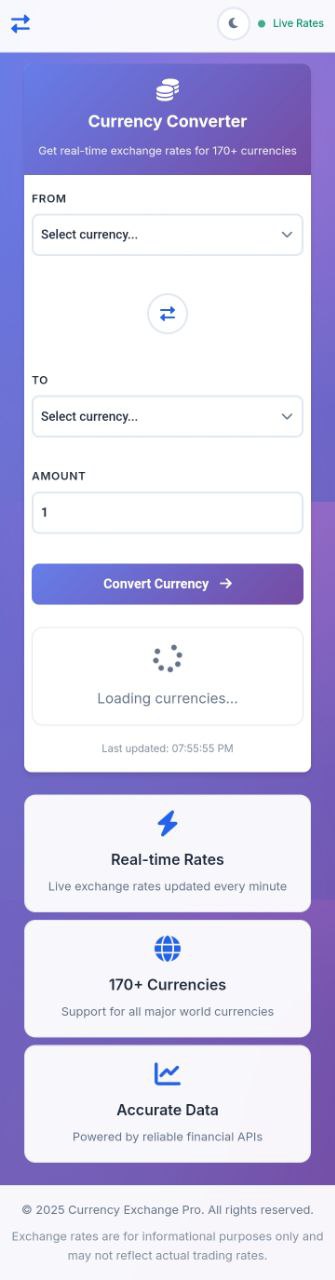 Live Rates
Currency Converter
Get real-time exchange rates for 170+ currencies
FROM
Select currency...
TO
Select currency...
AMOUNT
1
Convert Currency
Loading currencies...
Last updated: 07:55:55 PM
Real-time Rates
Live exchange rates updated every minute
170+ Currencies
Support for all major world currencies
Accurate Data
Powered by reliable financial APIs
© 2025 Currency Exchange Pro. All rights reserved.
Exchange rates are for informational purposes only and
may not reflect actual trading rates.